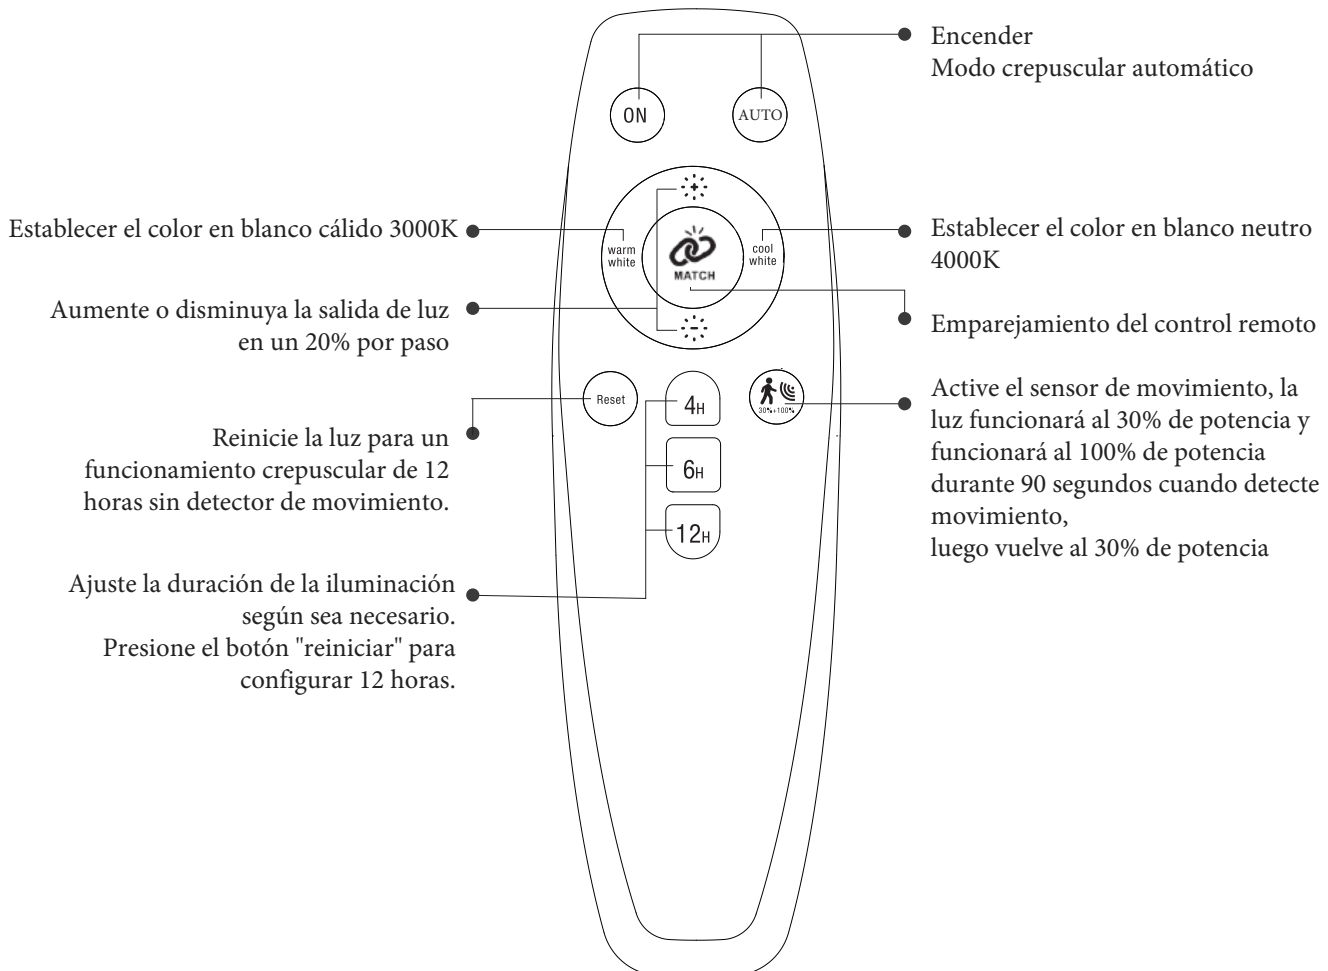 Encender
Modo crepuscular automático
ON
AUTO
Establecer el color en blanco cálido 3000K
warm
white
MATCH
cool
white
Establecer el color en blanco neutro
4000K
Aumente o disminuya la salida de luz
en un 20% por paso
Emparejamiento del control remoto
Reset
4H
30%+100%
Active el sensor de movimiento, la
luz funcionará al 30% de potencia y
funcionará al 100% de potencia
durante 90 segundos cuando detecte
movimiento,
luego vuelve al 30% de potencia
Reinicie la luz para un
funcionamiento crepuscular de 12
horas sin detector de movimiento.
6H
12H
Ajuste la duración de la iluminación
según sea necesario.
Presione el botón "reiniciar" para
configurar 12 horas.